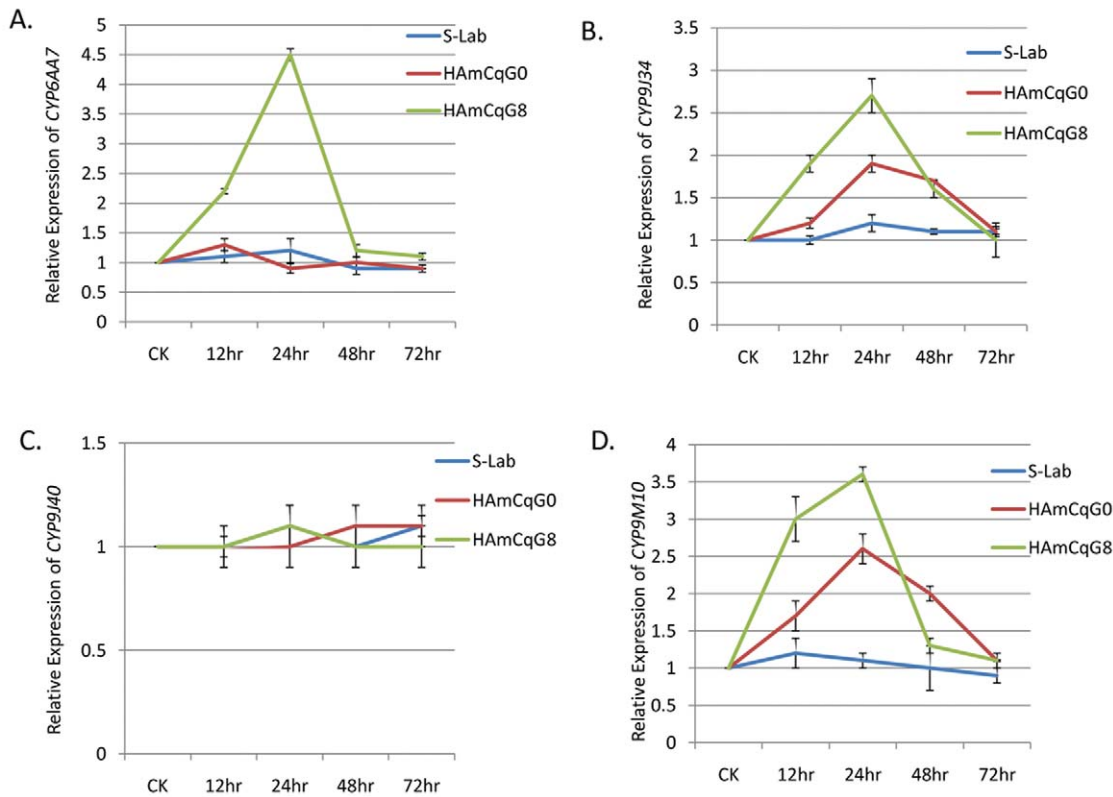 A.
Relative Expression of CYP6AA7
5
4.5
4
3.5
3
2.5
2
1.5
1
0.5
0
CK 12hr 24hr 48hr 72hr
S-Lab
HAmCqG0
HAmCqG8
B.
Relative Expression of CYP9J34
3.5
3
2.5
2
1.5
1
0.5
0
CK 12hr 24hr 48hr 72hr
S-Lab
HAmCqG0
HAmCqG8
C.
Relative Expression of CYP9J40
1.5
1
0.5
0
CK 12hr 24hr 48hr 72hr
S-Lab
HAmCqG0
HAmCqG8
D.
Relative Expression of CYP9M10
4
3.5
3
2.5
2
1.5
1
0.5
0
CK 12hr 24hr 48hr 72hr
S-Lab
HAmCqG0
HAmCqG8